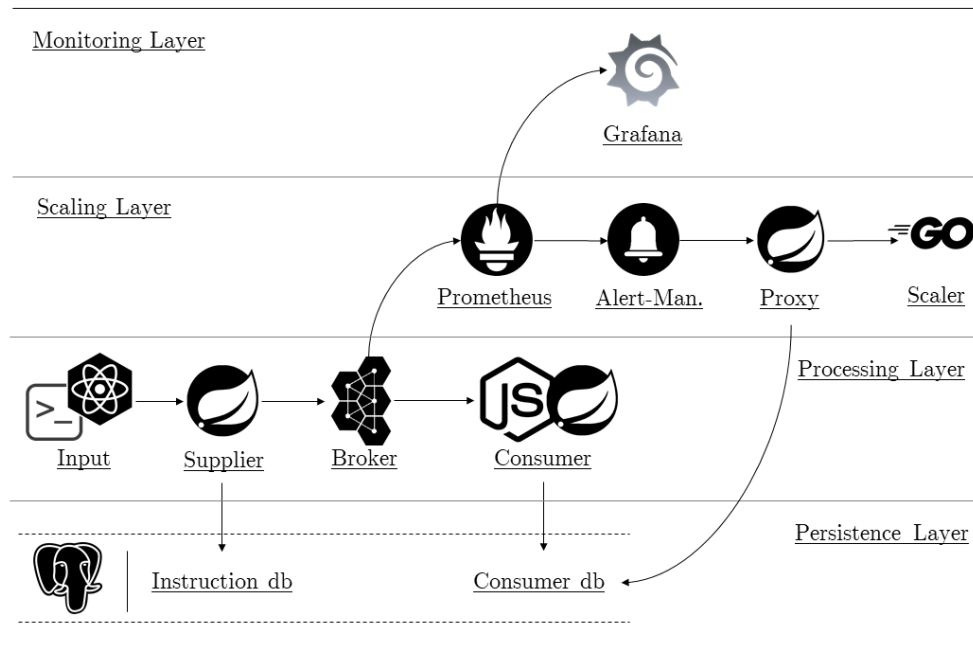 Monitoring Layer
Grafana
Scaling Layer
Prometheus
Alert-Man.
Proxy
GO
Scaler
Processing Layer
>_
JS
Input
Supplier
Broker
Consumer
Persistence Layer
Instruction db
Consumer db